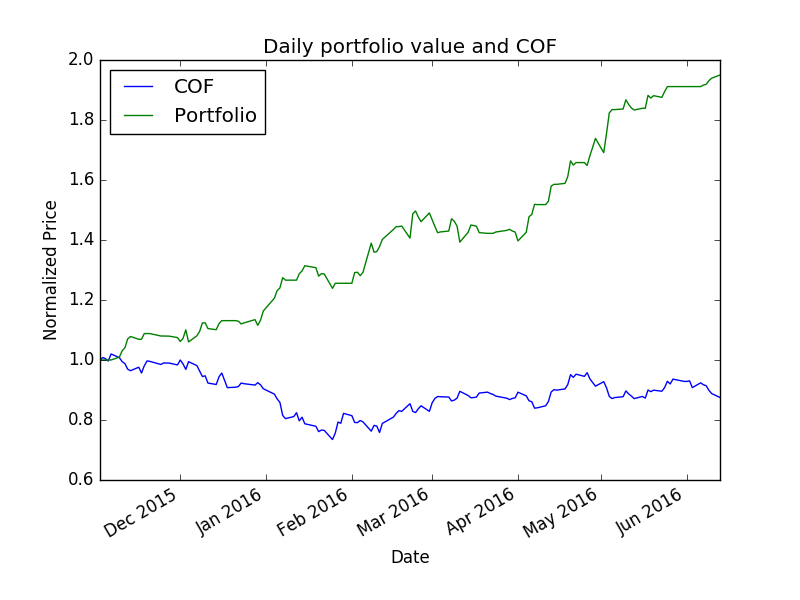 Daily portfolio value and COF
COF
Portfolio
Normalized Price
2.0
1.8
1.6
1.4
1.2
1.0
0.8
0.6
Dec 2015
Jan 2016
Feb 2016
Mar 2016
Apr 2016
May 2016
Jun 2016
Date